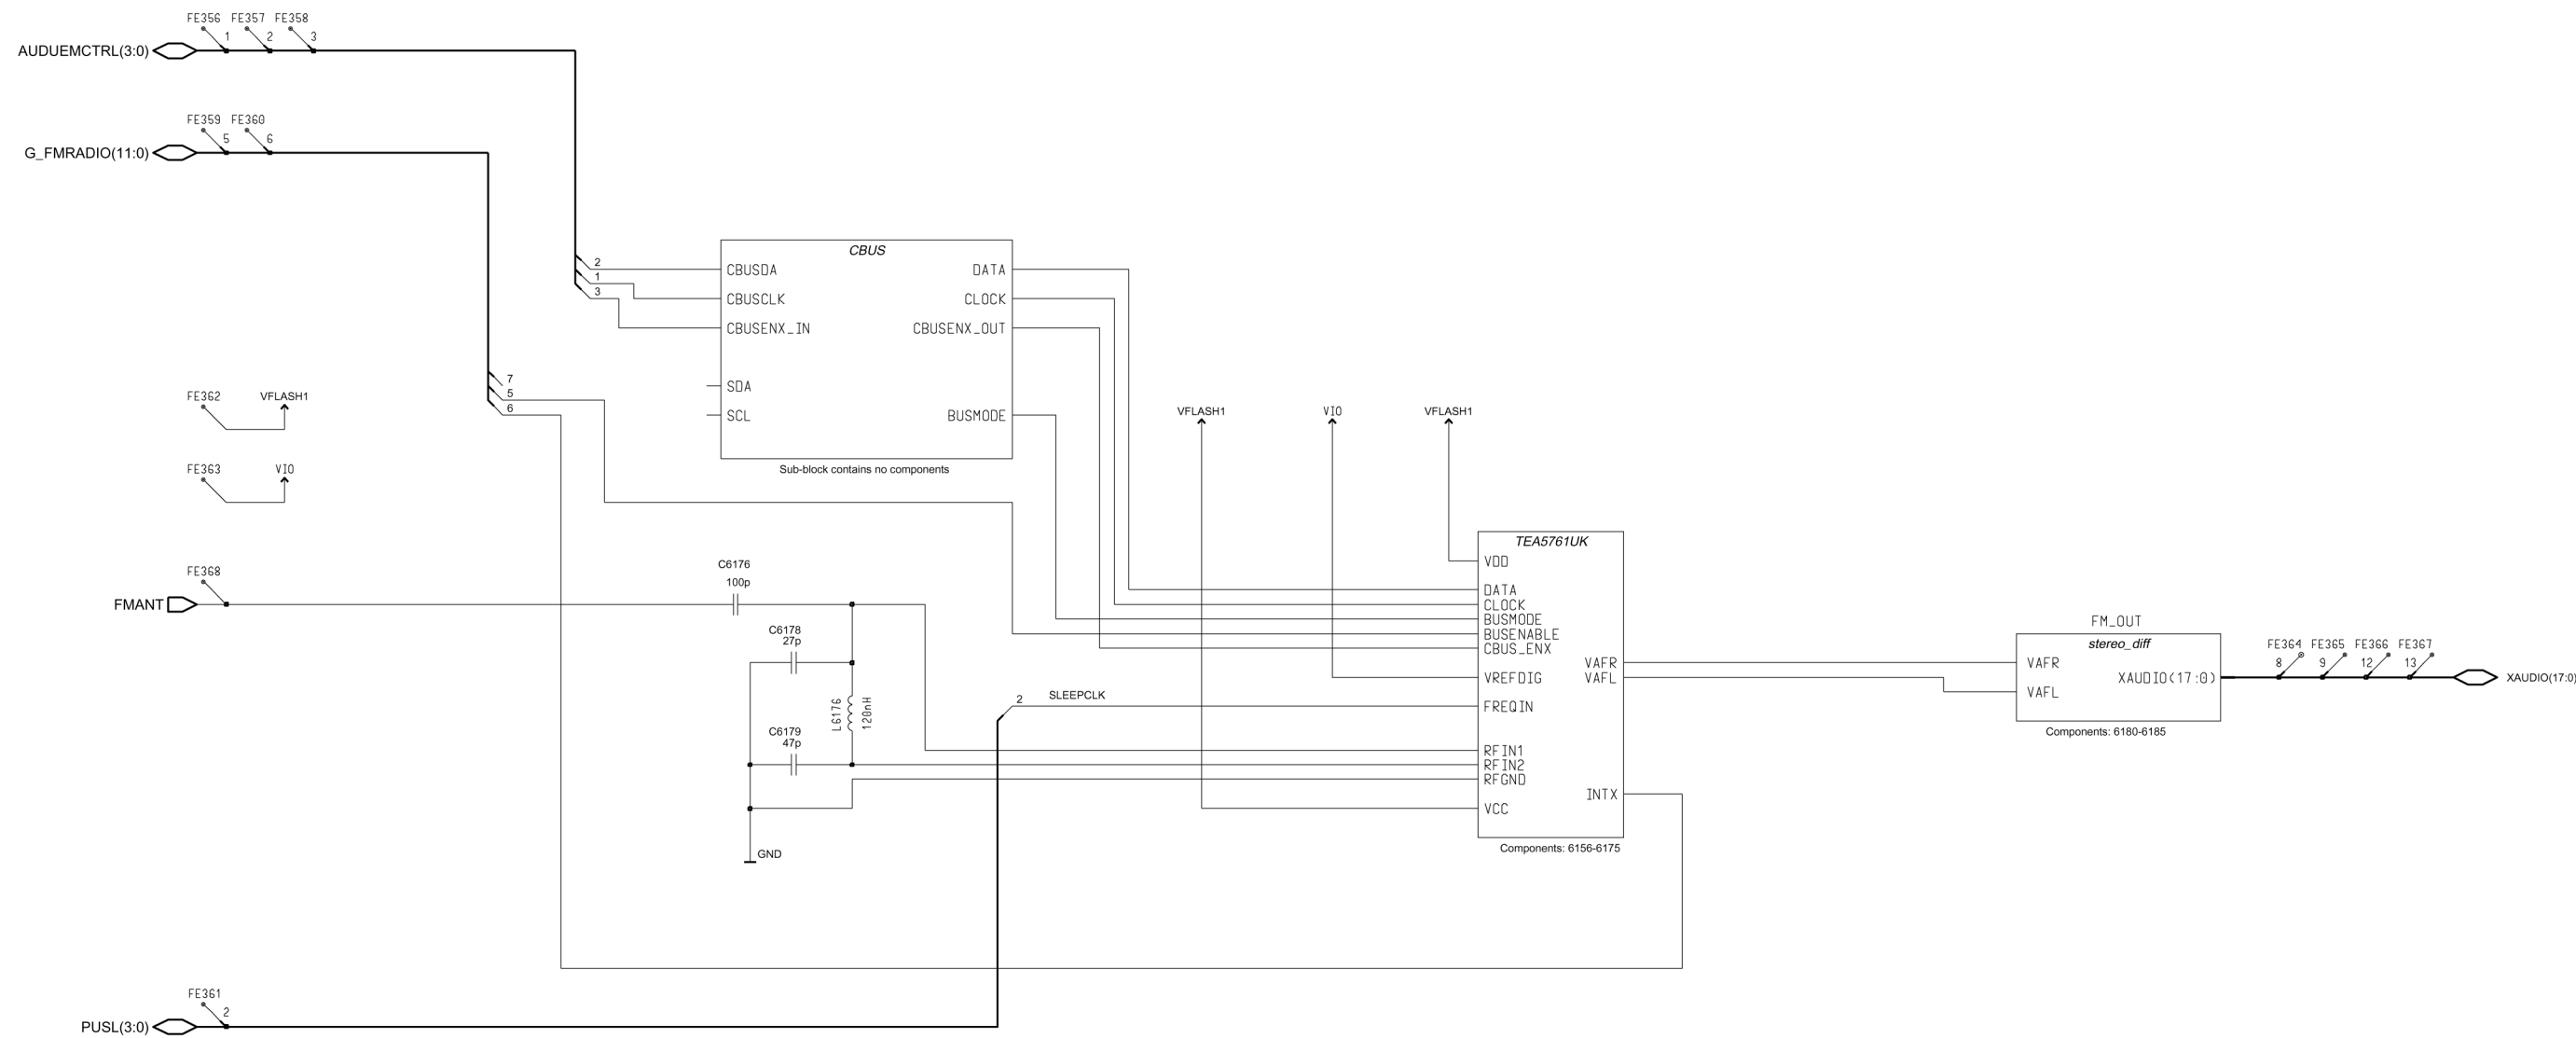 FE356 FE357 FE358
1 2 3
AUDUEMCTRL(3:0)
FE359 FE360
5 6
G_FMRADIO(11:0)
CBUS
2
CBUSDA DATA
1
3
CBUSCLK CLOCK
CBUSENX_IN CBUSENX_OUT
7
SDA
5
6
SCL BUSMODE
Sub-block contains no components
FE362 VFLASH1
FE363 VIO
VFLASH1 VIO VFLASH1
TEA5761UK
VDD
DATA
CLOCK
BUSMODE
BUSENABLE
CBUS_ENX
VREFDIG
FREQIN
RFIN1
RFIN2
RFGND
VCC
VAFR
VAFL
INTX
Components: 6156-6175
FE368
FMANT
C6176
100p
C6178
27p
L6176
120nH
C6179
47p
GND
2 SLEEPCLK
FM_OUT
stereo_diff
VAFR
XAUDIO(17:0)
VAFL
Components: 6180-6185
FE364 FE365 FE366 FE367
8 9 12 13
XAUDIO(17:0)
FE361
2
PUSL(3:0)